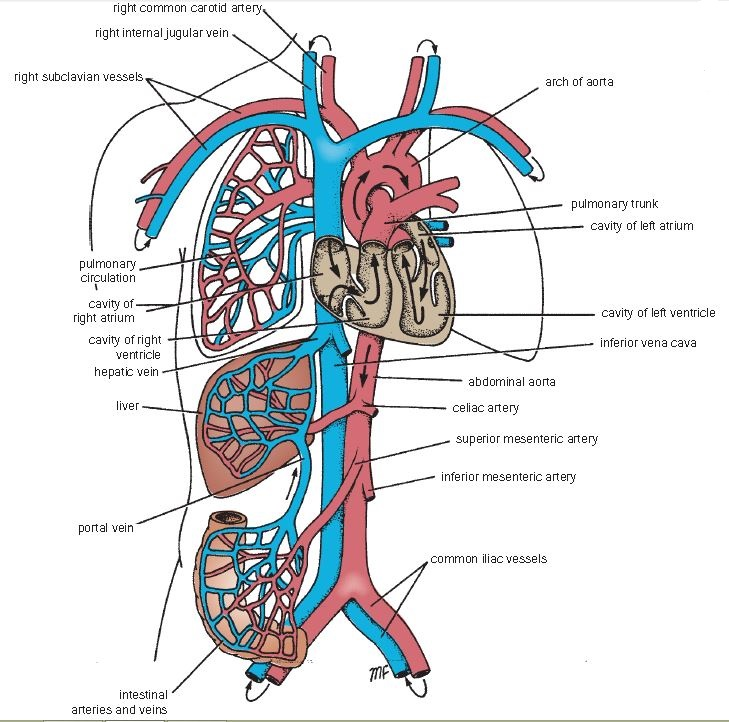 right common carotid artery
right internal jugular vein
right subclavian vessels
arch of aorta
pulmonary trunk
cavity of left atrium
pulmonary
circulation
cavity of
right atrium
cavity of left ventricle
cavity of right
ventricle
inferior vena cava
hepatic vein
abdominal aorta
liver
celiac artery
superior mesenteric artery
inferior mesenteric artery
portal vein
common iliac vessels
MF
intestinal
arteries and veins